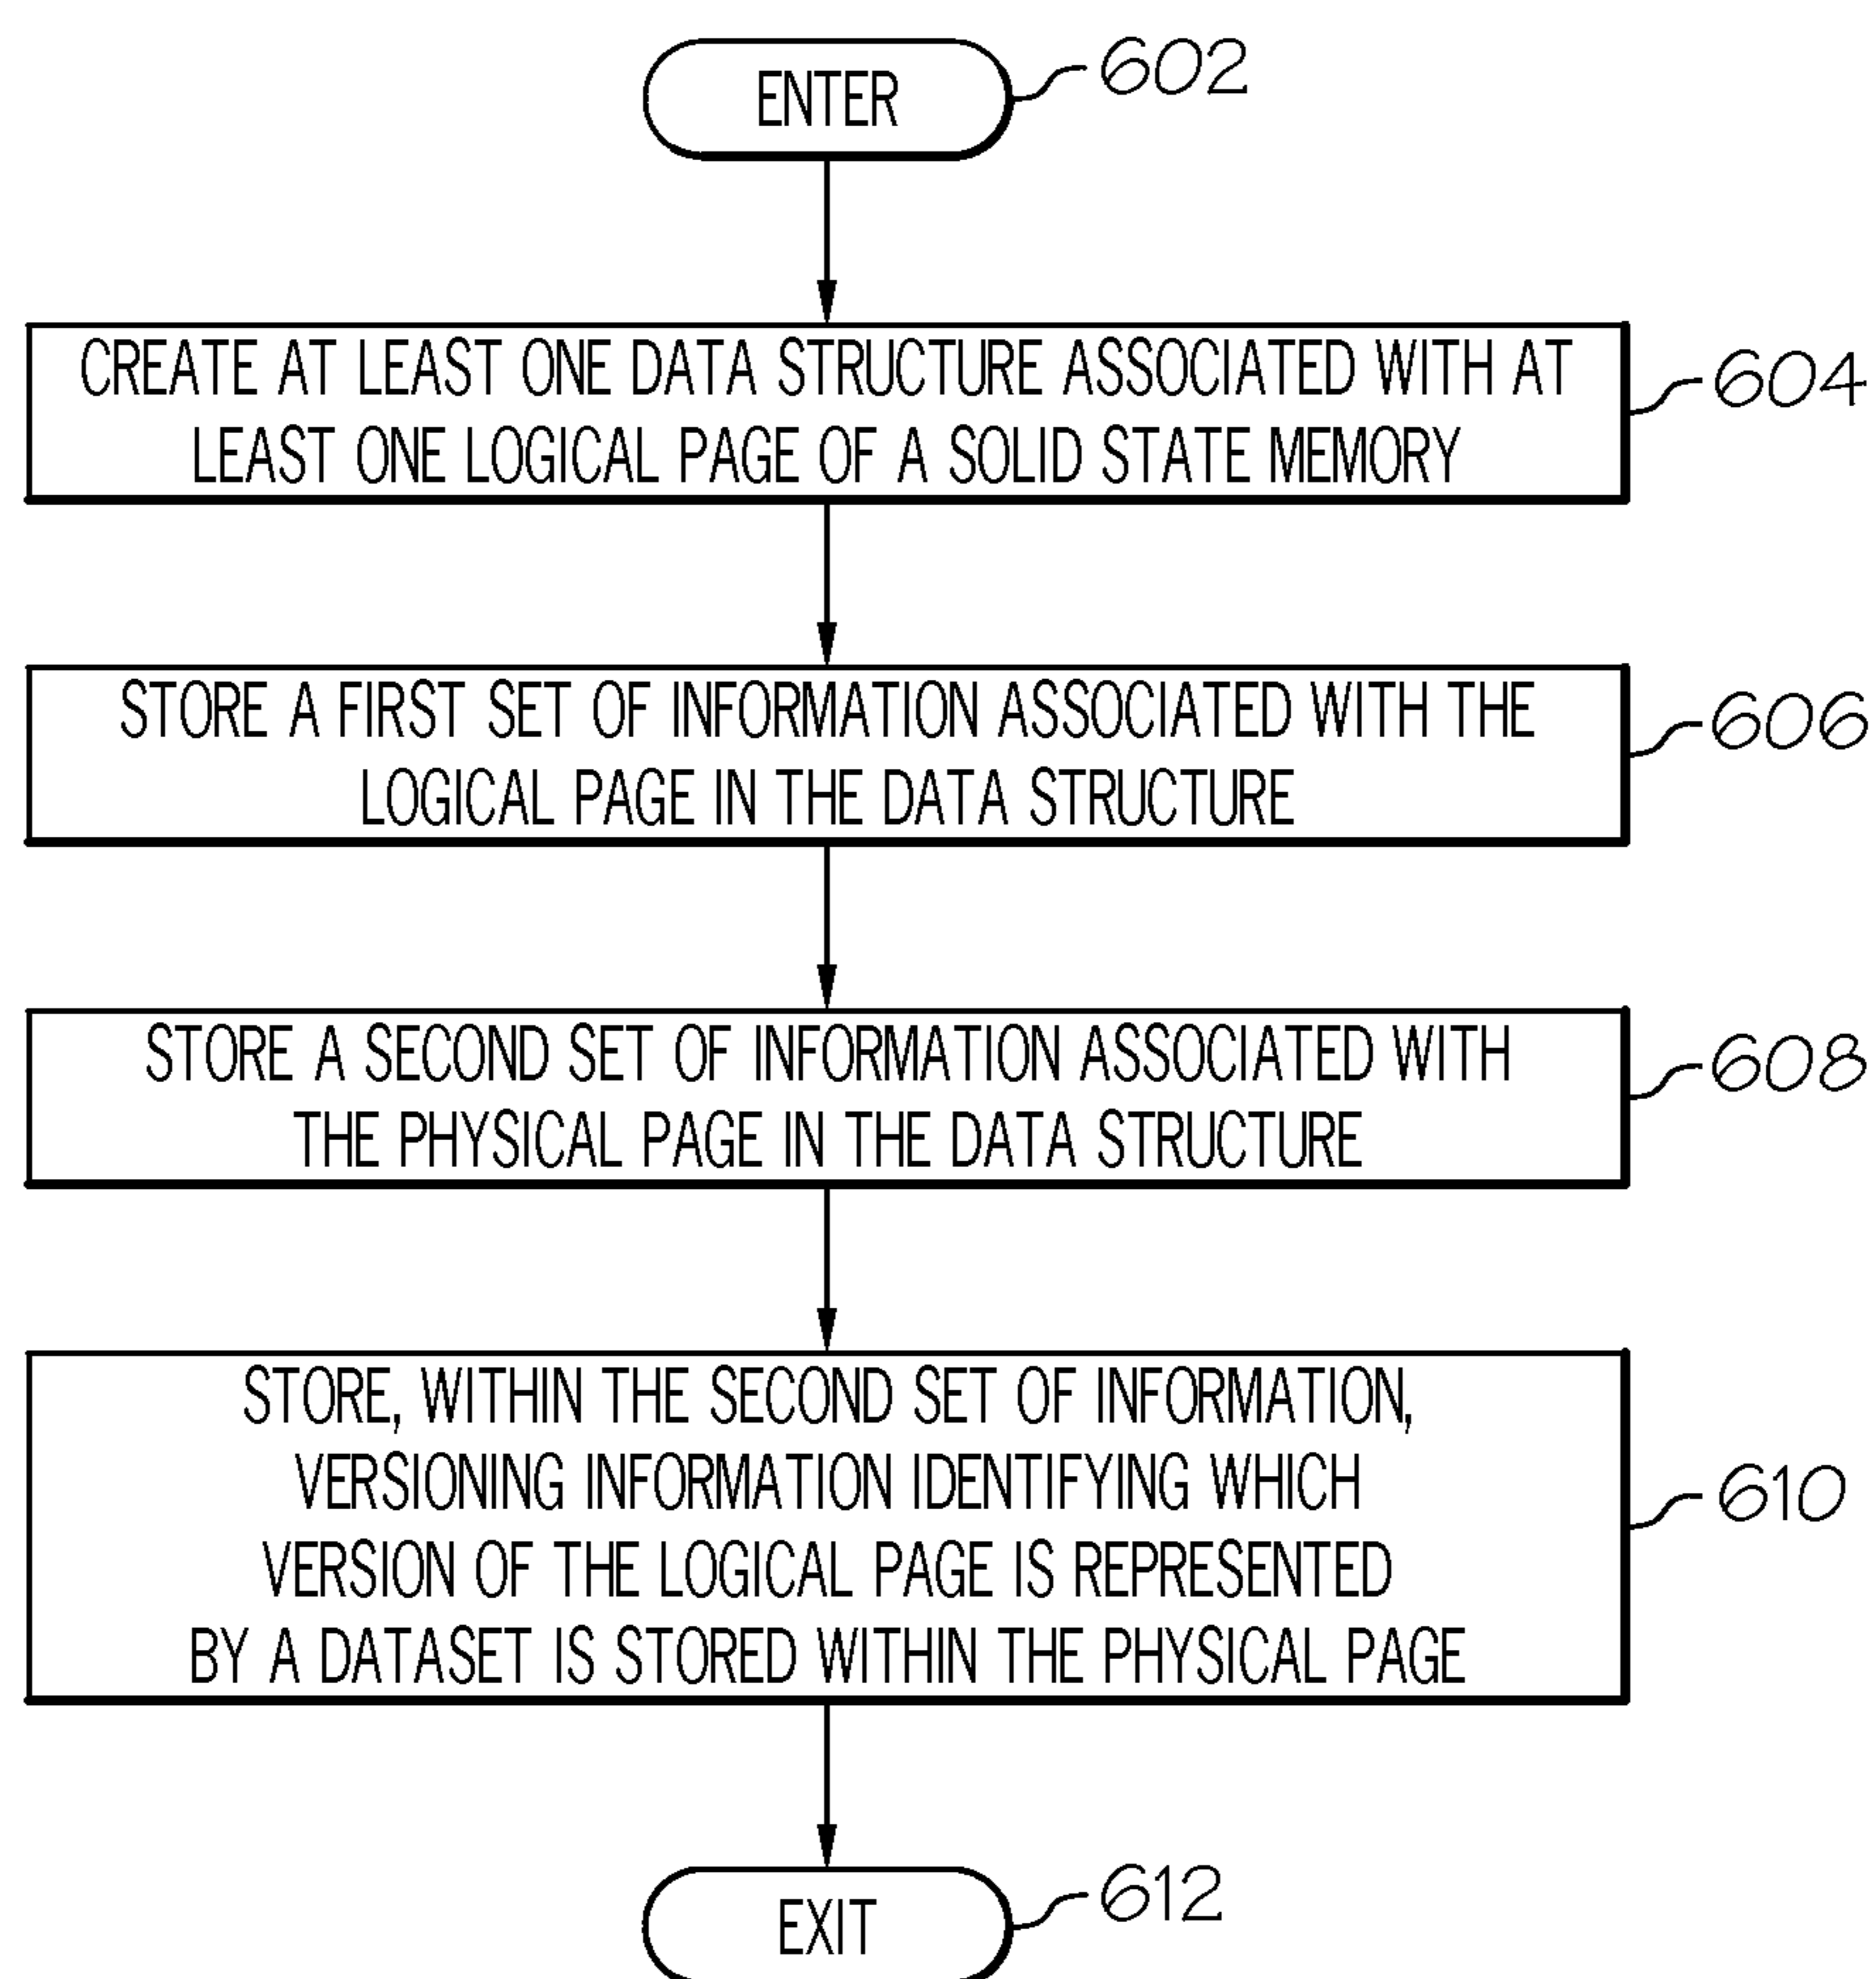 ENTER
602
CREATE AT LEAST ONE DATA STRUCTURE ASSOCIATED WITH AT
LEAST ONE LOGICAL PAGE OF A SOLID STATE MEMORY
604
STORE A FIRST SET OF INFORMATION ASSOCIATED WITH THE
LOGICAL PAGE IN THE DATA STRUCTURE
606
STORE A SECOND SET OF INFORMATION ASSOCIATED WITH
THE PHYSICAL PAGE IN THE DATA STRUCTURE
608
STORE, WITHIN THE SECOND SET OF INFORMATION,
VERSIONING INFORMATION IDENTIFYING WHICH
VERSION OF THE LOGICAL PAGE IS REPRESENTED
BY A DATASET IS STORED WITHIN THE PHYSICAL PAGE
610
EXIT
612